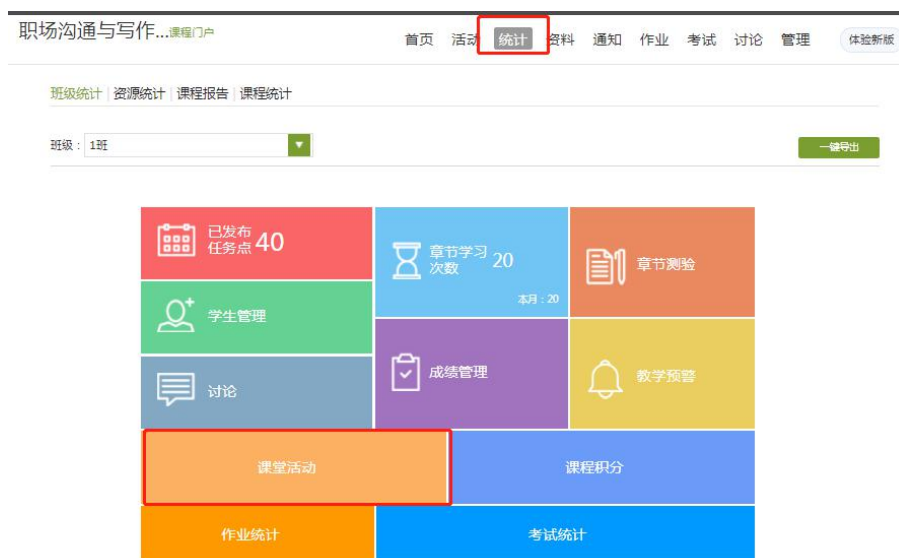 职场沟通与写作...课程门户
首页 活动 统计 资料 通知 作业 考试 讨论 管理 体验新版
班级统计 资源统计 课程报告 课程统计
班级： 1班
一键导出
已发布
任务点 40
章节学习
次数 20
本月：20
章节测验
学生管理
讨论
成绩管理
教学预警
课堂活动
课程积分
作业统计
考试统计